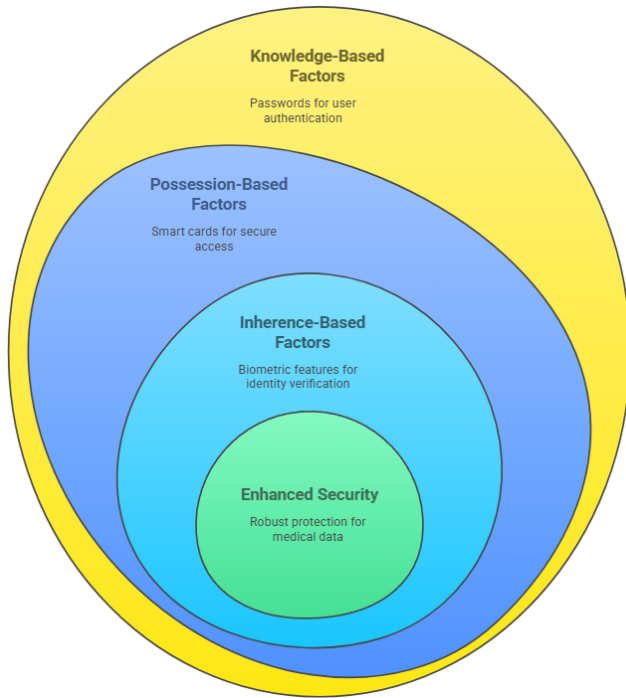 Knowledge-Based
Factors
Passwords for user
authentication
Possession-Based
Factors
Smart cards for secure
access
Inherence-Based
Factors
Biometric features for
identity verification
Enhanced Security
Robust protection for
medical data